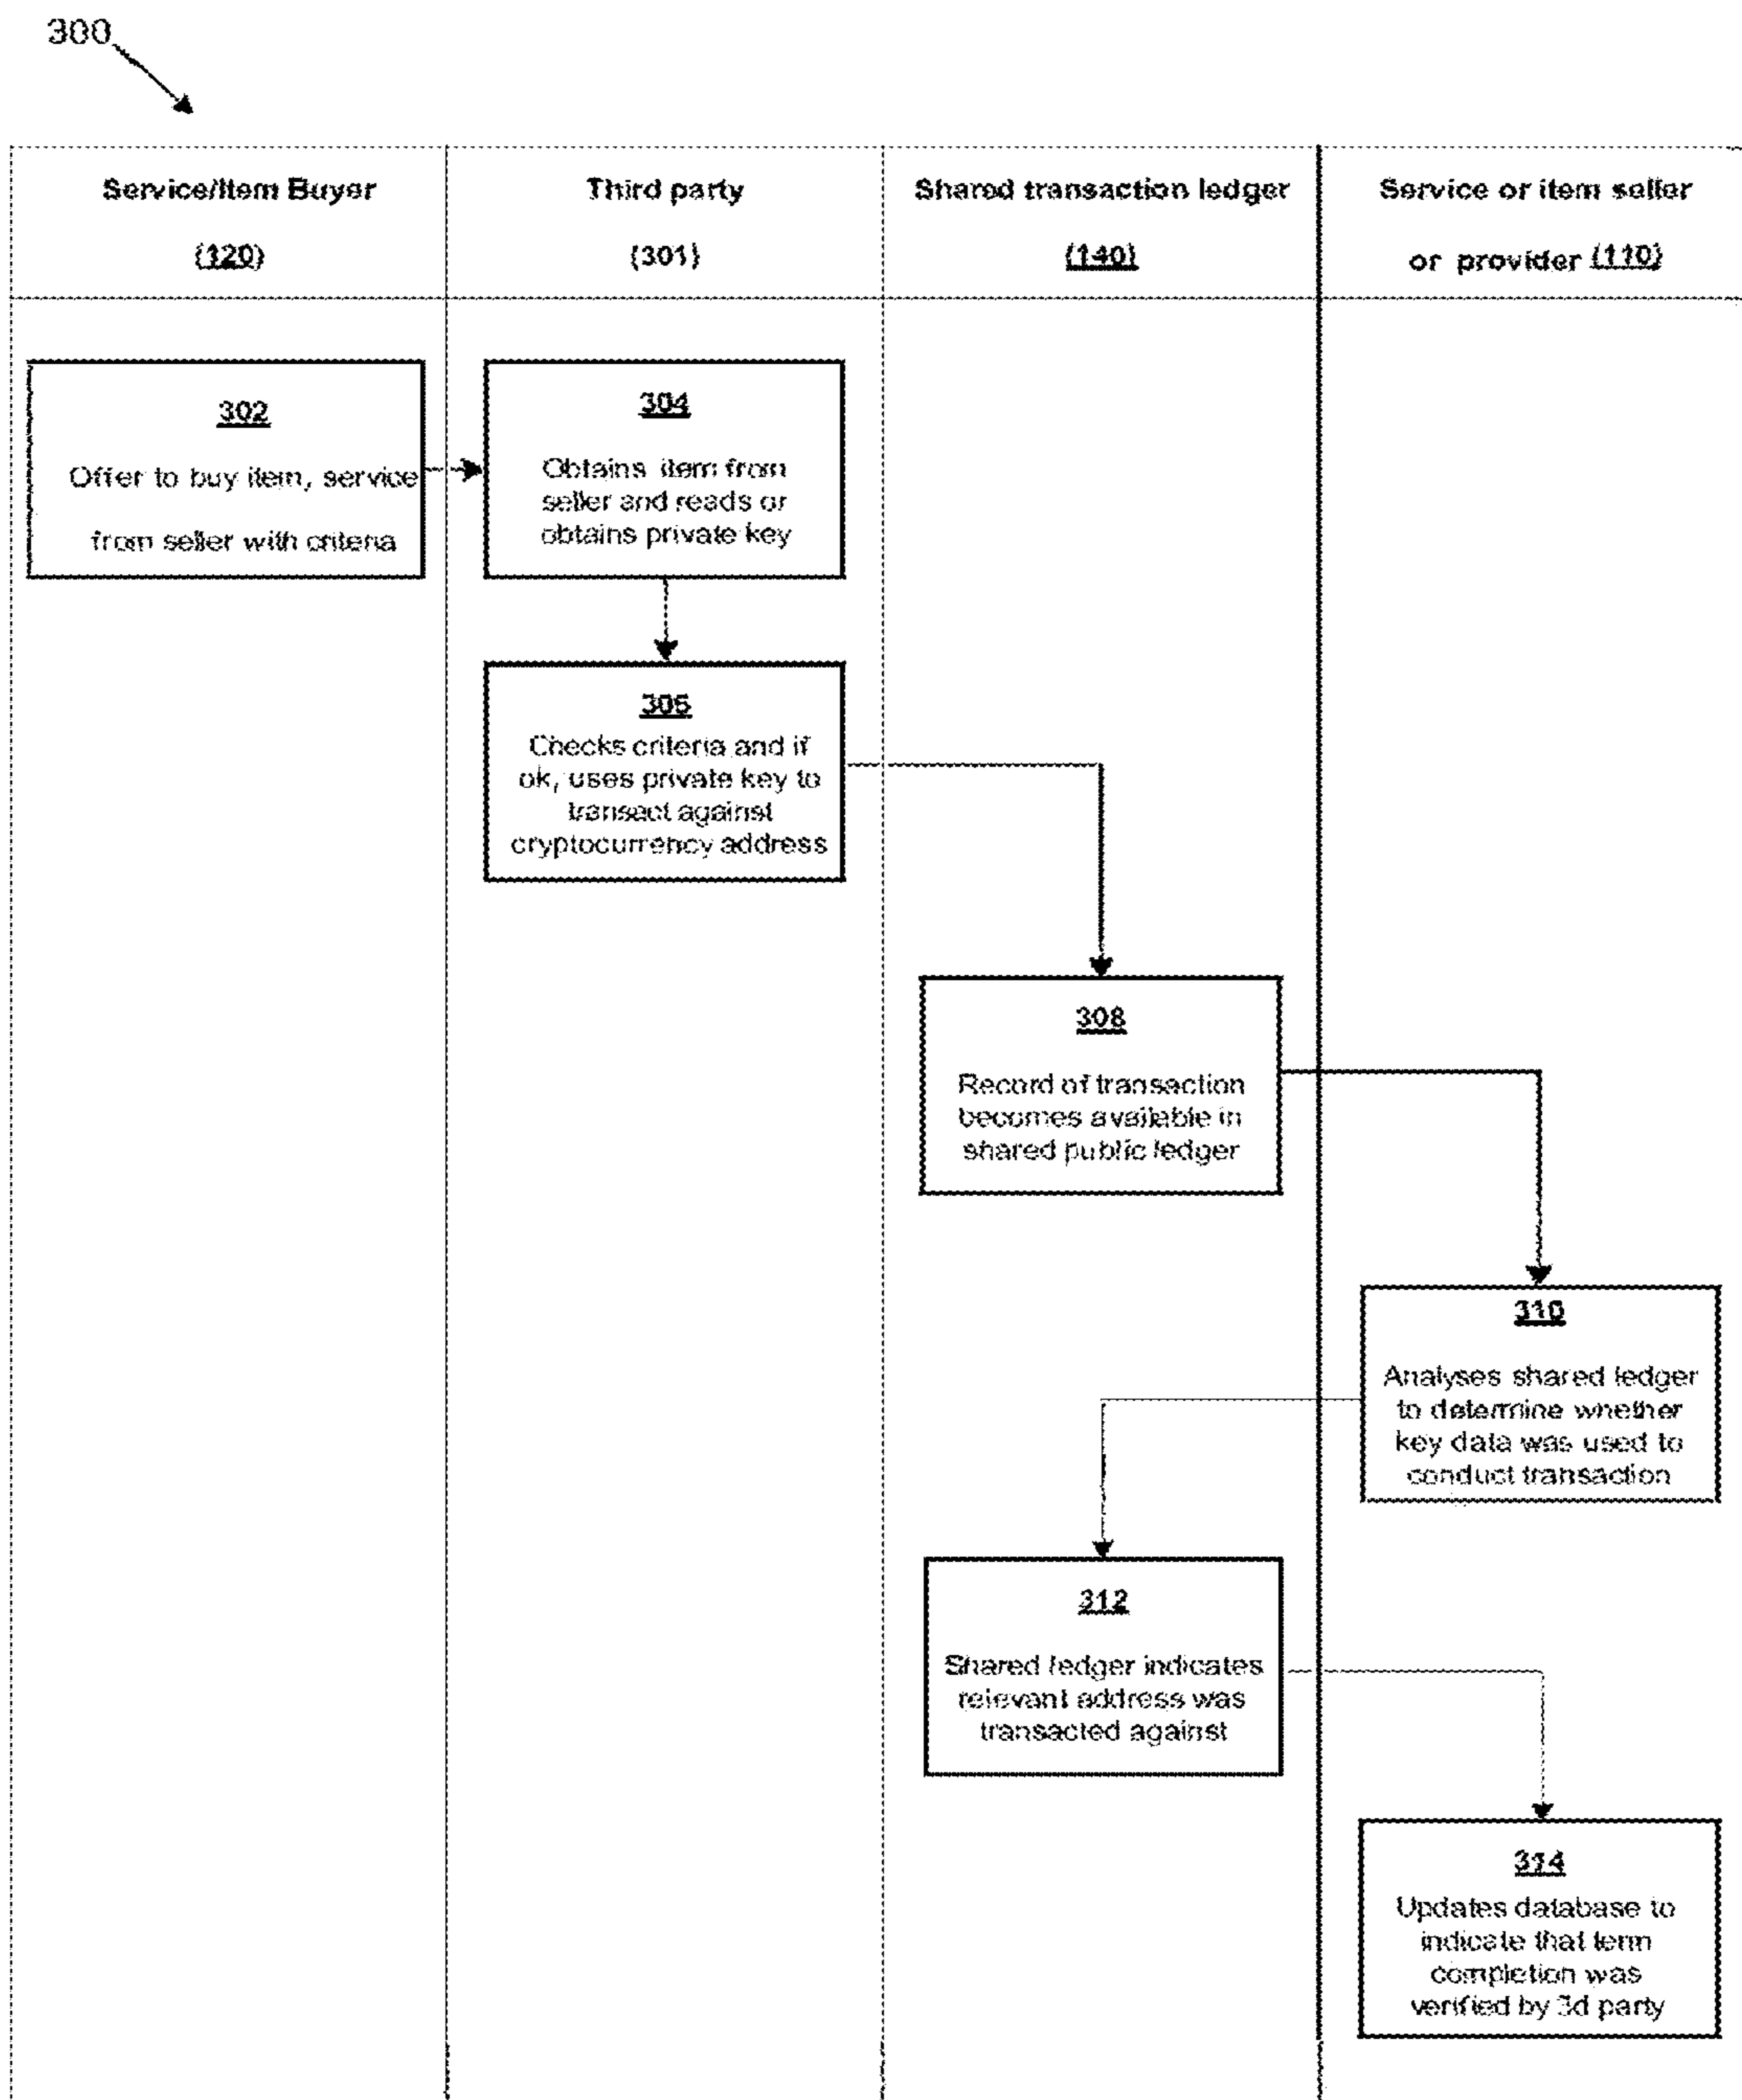 300
Service/Item Buyer
(120)
Third party
(301)
Shared transaction ledger
(140)
Service or item seller
or provider (110)
302
Offer to buy item, service
from seller with criteria
304
Obtains item from
seller and reads or
obtains private key
306
Checks criteria and if
ok, uses private key to
transact against
cryptocurrency address
308
Record of transaction
becomes available in
shared public ledger
310
Analyses shared ledger
to determine whether
key data was used to
conduct transaction
312
Shared ledger indicates
relevant address was
transacted against
314
Updates database to
indicate that term
completion was
verified by 3d party